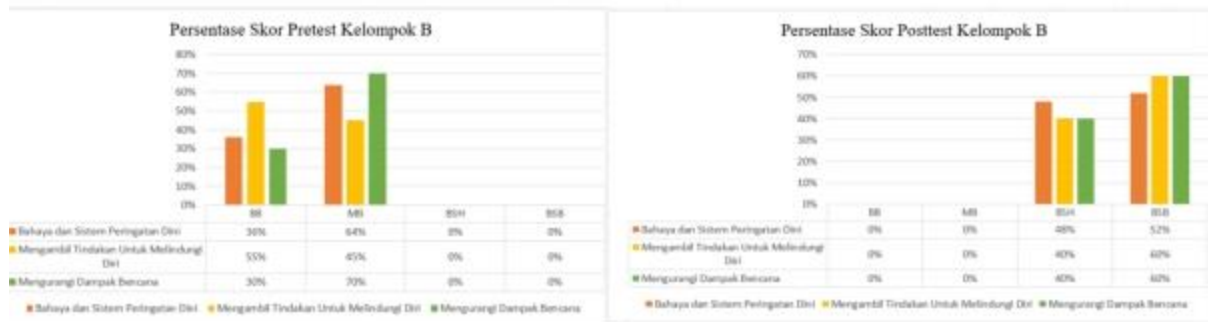 Persentase Skor Pretest Kelompok B
80%
70%
60%
50%
40%
30%
20%
10%
0%
BB MB BSH BSB
Bahaya dan Sistem Peringatan Dini 36% 64% 0% 0%
Mengambil Tindakan Untuk Melindungi
Diri 55% 45% 0% 0%
Mengurangi Dampak Bencana 30% 70% 0% 0%
Bahaya dan Sistem Peringatan Dini Mengambil Tindakan Untuk Melindungi Diri Mengurangi Dampak Bencana
Persentase Skor Posttest Kelompok B
70%
60%
50%
40%
30%
20%
10%
0%
BB MB BSH BSB
Bahaya dan Sistem Peringatan Dini 0% 0% 48% 52%
Mengambil Tindakan Untuk Melindungi
Diri 0% 0% 40% 60%
Mengurangi Dampak Bencana 0% 0% 40% 60%
Bahaya dan Sistem Peringatan Dini Mengambil Tindakan Untuk Melindungi Diri Mengurangi Dampak Bencana